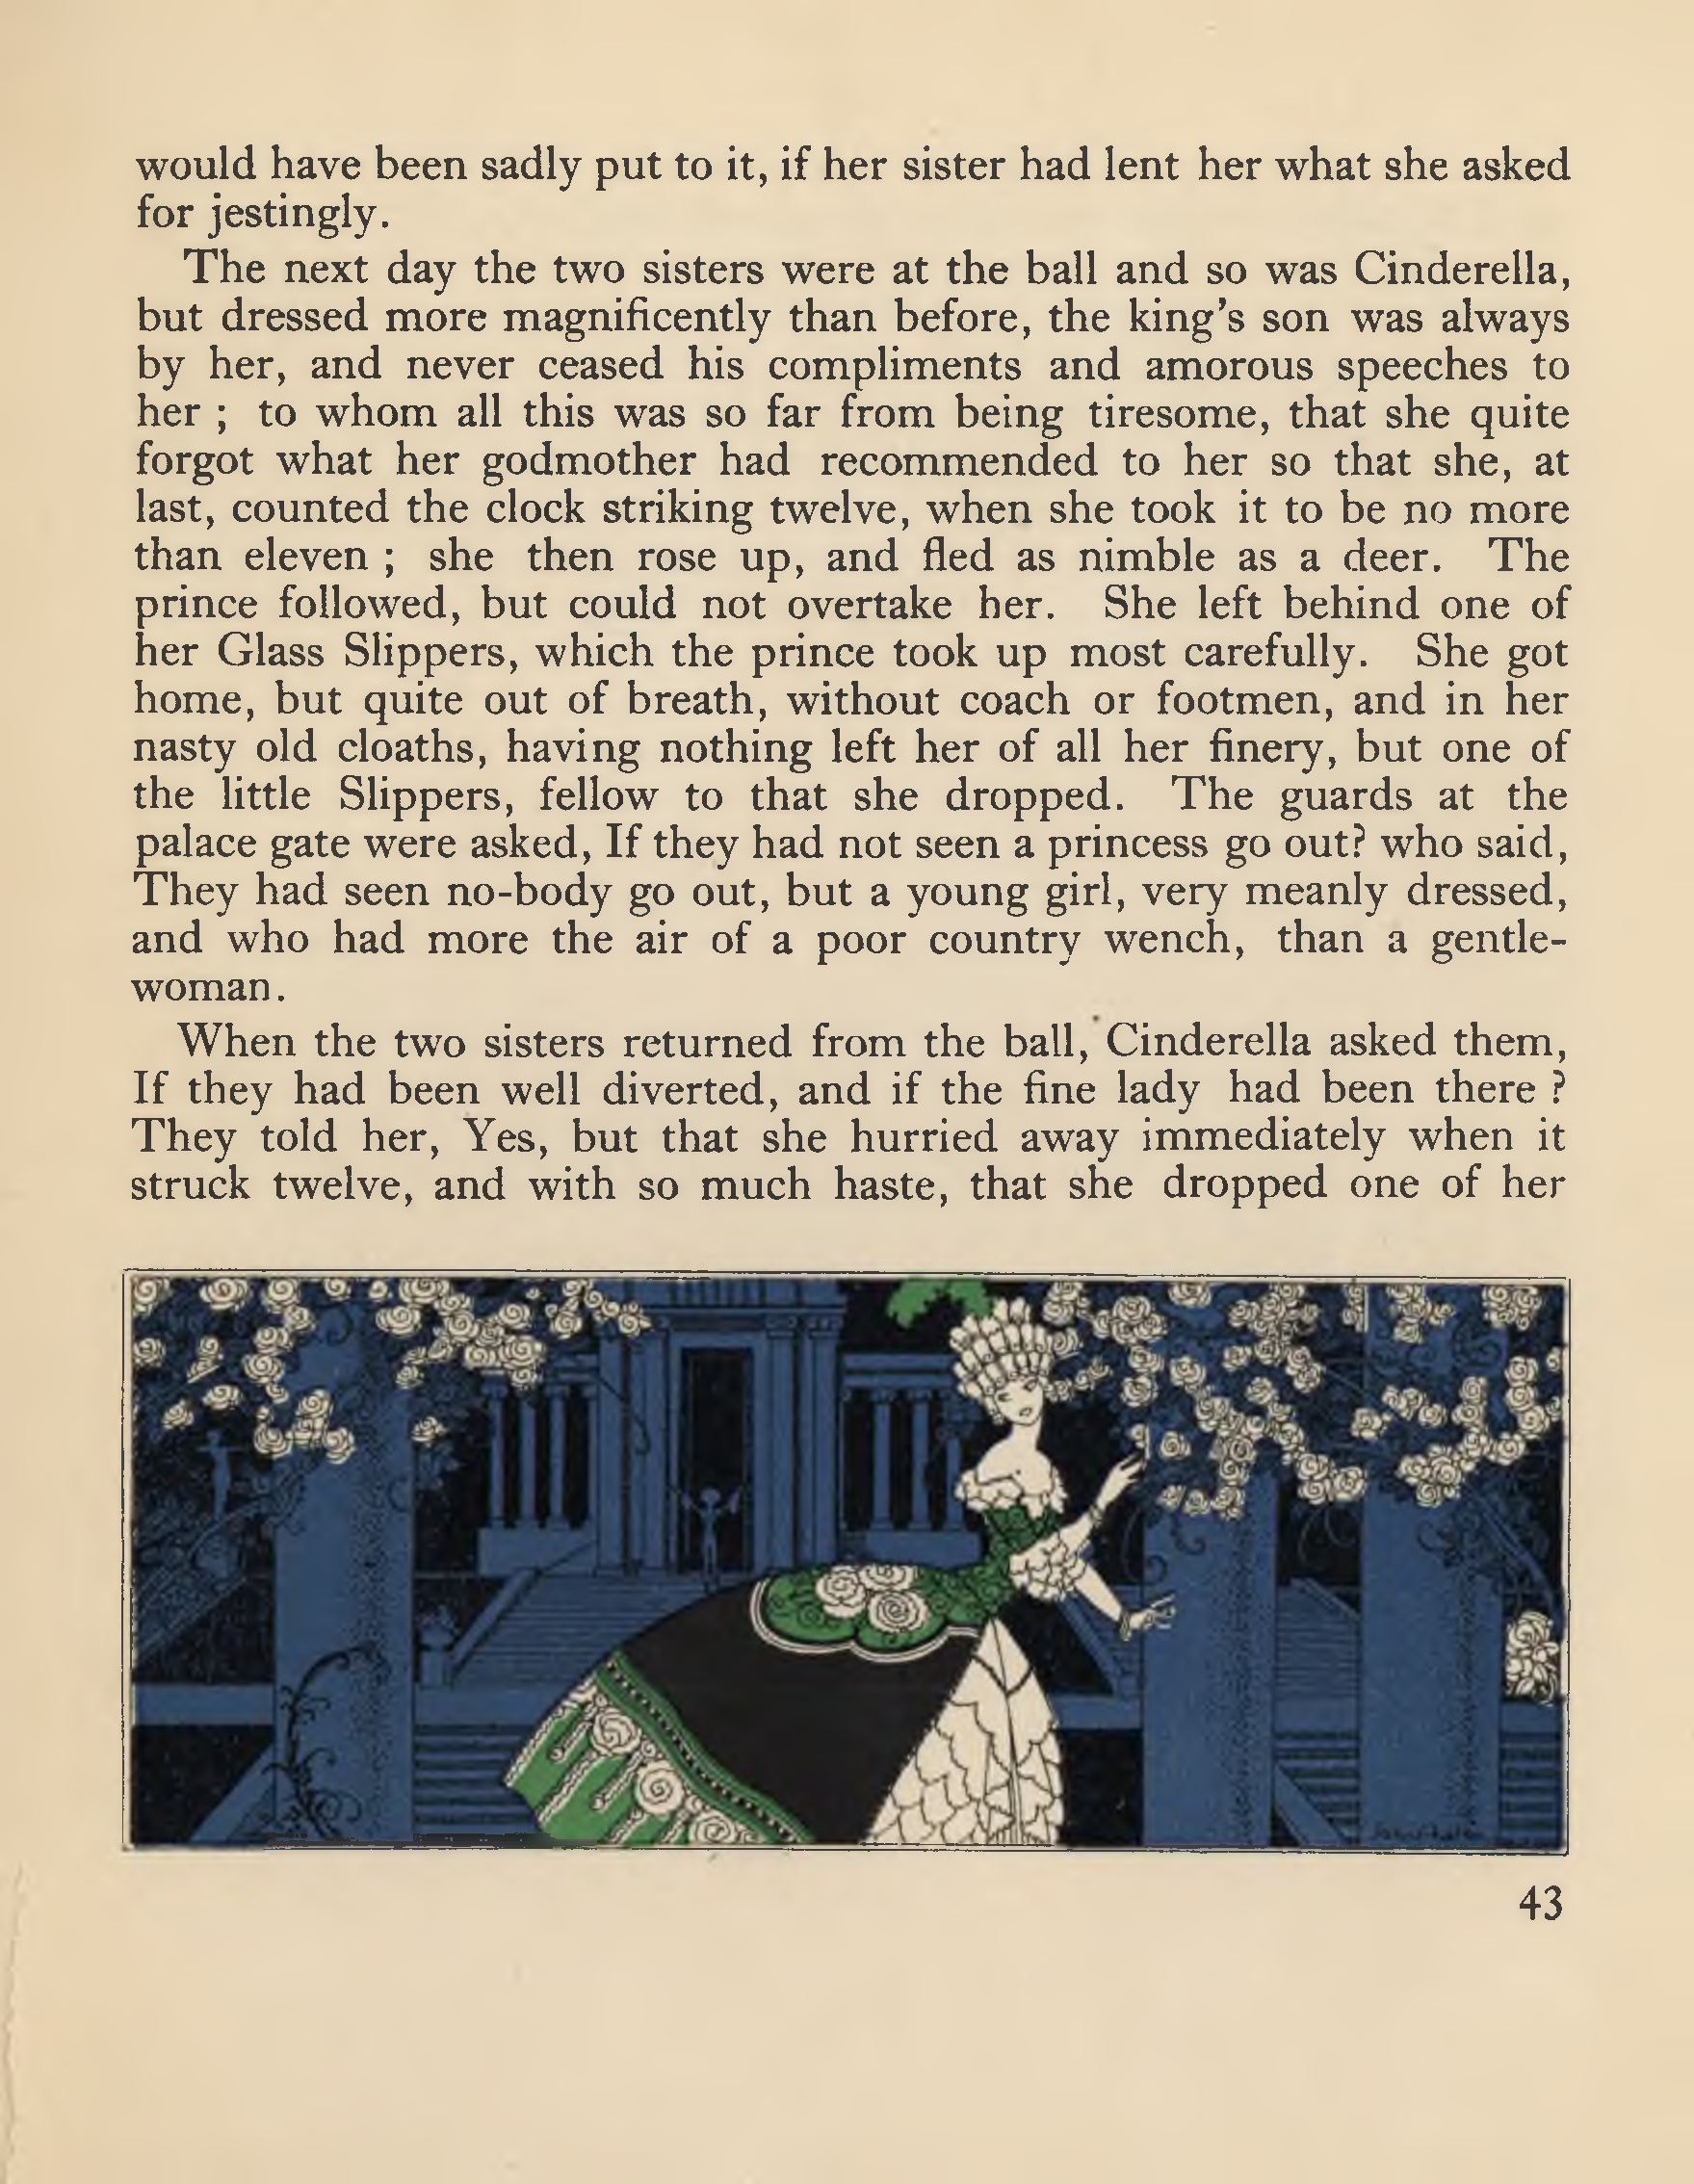 would have been sadly put to it, if her sister had lent her what she asked
for jestingly.
The next day the two sisters were at the ball and so was Cinderella,
but dressed more magnificently than before, the king's son was always
by her, and never ceased his compliments and amorous speeches to
her ; to whom all this was so far from being tiresome, that she quite
forgot what her godmother had recommended to her so that she, at
last, counted the clock striking twelve, when she took it to be no more
than eleven ; she then rose up, and fled as nimble as a deer. The
prince followed, but could not overtake her. She left behind one of
her Glass Slippers, which the prince took up most carefully. She got
home, but quite out of breath, without coach or footmen, and in her
nasty old cloaths, having nothing left her of all her finery, but one of
the little Slippers, fellow to that she dropped. The guards at the
palace gate were asked, If they had not seen a princess go out? who said,
They had seen no-body go out, but a young girl, very meanly dressed,
and who had more the air of a poor country wench, than a gentle-
woman.
When the two sisters returned from the ball, Cinderella asked them,
If they had been well diverted, and if the fine lady had been there ?
They told her, Yes, but that she hurried away immediately when it
struck twelve, and with so much haste, that she dropped one of her
43